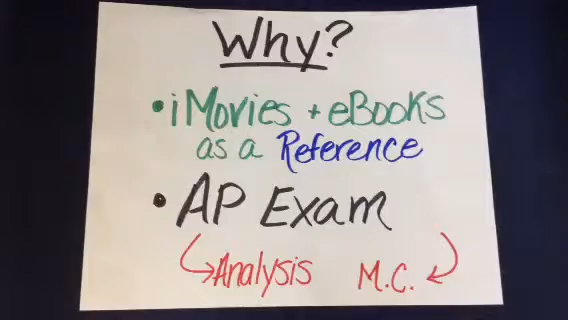 Why?
• iMovies + eBooks
as a Reference
• AP Exam
Analysis M.C.